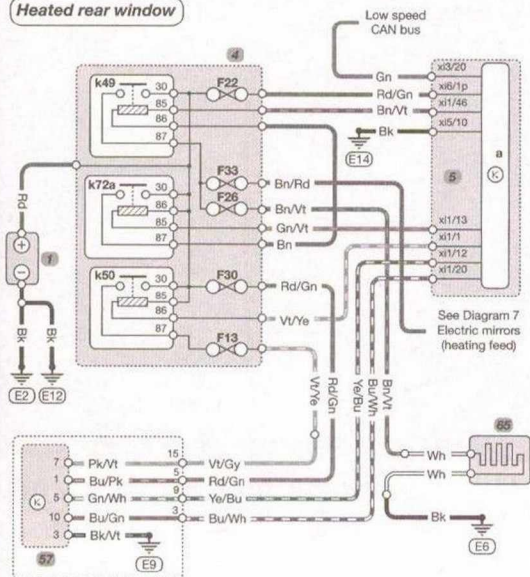 Heated rear window
Low speed
CAN bus
4
k49
30
85
86
87
F22
Gn
xi3/20
Rd/Gn
xi6/1p
Bn/Vt
xi1/46
Bk
xi5/10
E14
a
K
5
F33
Bn/Rd
F26
Bn/Vt
k72a
30
86
85
87
Gn/Vt
Bn
xi1/13
xi1/1
xi1/12
xi1/20
Rd
1
k50
30
85
86
87
F30
Rd/Gn
Vt/Ye
F13
See Diagram 7
Electric mirrors
(heating feed)
Bk
Bk
E2
E12
Vt/Ye
Rd/Gn
Ye/Bu
Bu/Wh
Bn/Vt
65
Wh
Wh
Bk
E6
7
Pk/Vt
15
Vt/Gy
1
Bu/Pk
5
Rd/Gn
5
Gn/Wh
9
Ye/Bu
10
Bu/Gn
3
Bu/Wh
3
Bk/Vt
K
57
E9